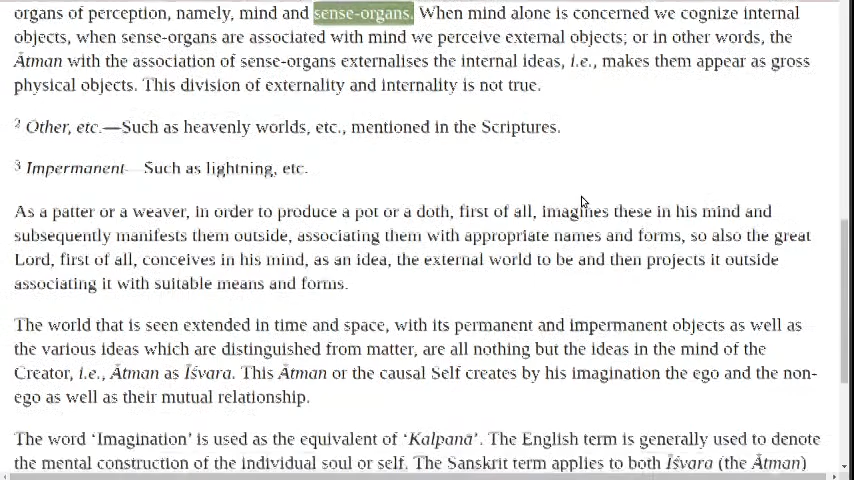 organs of perception, namely, mind and sense-organs. When mind alone is concerned we cognize internal
objects, when sense-organs are associated with mind we perceive external objects; or in other words, the
Ātman with the association of sense-organs externalises the internal ideas, i.e., makes them appear as gross
physical objects. This division of externality and internality is not true.
2 Other, etc.—Such as heavenly worlds, etc., mentioned in the Scriptures.
3 Impermanent—Such as lightning, etc.
As a patter or a weaver, in order to produce a pot or a doth, first of all, imagines these in his mind and
subsequently manifests them outside, associating them with appropriate names and forms, so also the great
Lord, first of all, conceives in his mind, as an idea, the external world to be and then projects it outside
associating it with suitable means and forms.
The world that is seen extended in time and space, with its permanent and impermanent objects as well as
the various ideas which are distinguished from matter, are all nothing but the ideas in the mind of the
Creator, i.e., Ātman as Īśvara. This Ātman or the causal Self creates by his imagination the ego and the non-
ego as well as their mutual relationship.
The word ‘Imagination’ is used as the equivalent of ‘Kalpanā’. The English term is generally used to denote
the mental construction of the individual soul or self. The Sanskrit term applies to both Īśvara (the Ātman)